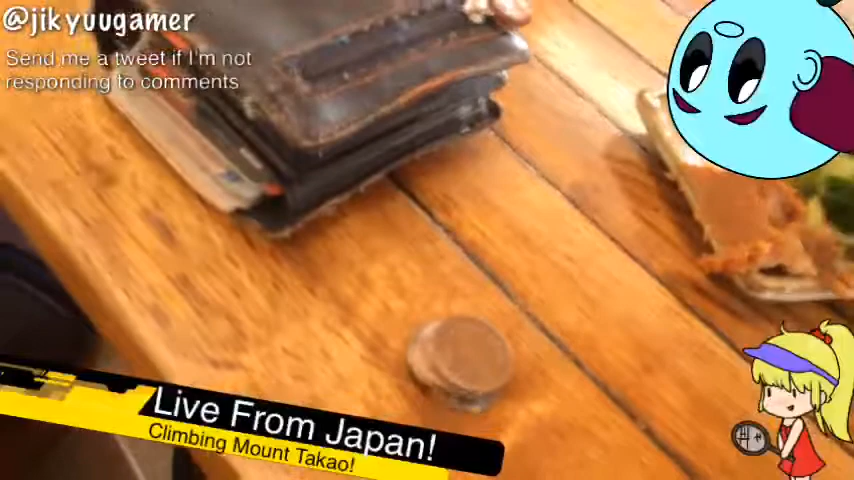 @jikyuugamer
Send me a tweet if I'm not
responding to comments
Live From Japan!
Climbing Mount Takao!